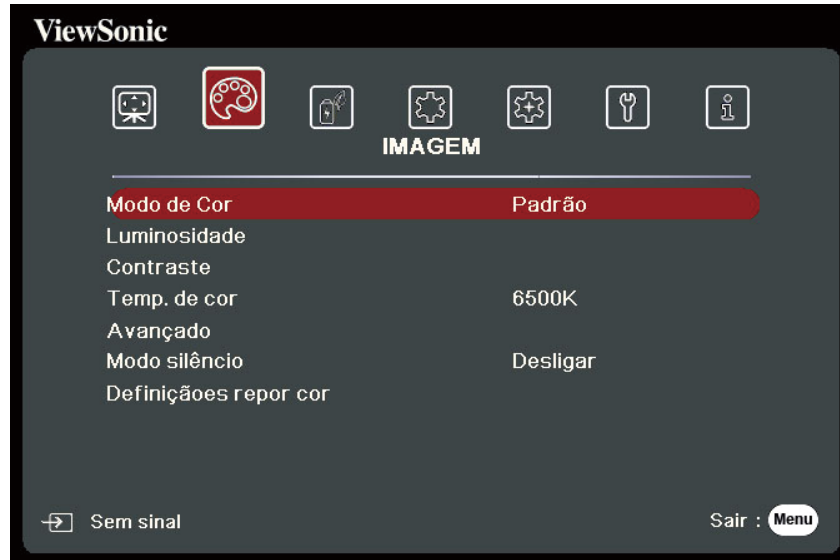 ViewSonic
IMAGEM
Modo de Cor Padrão
Luminosidade
Contraste
Temp. de cor 6500K
Avançado
Modo silêncio Desligar
Definiçãoes repor cor
Sem sinal Sair : Menu